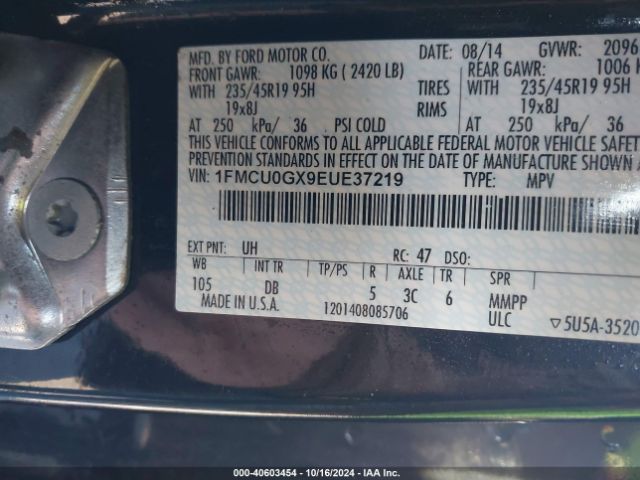 MFD. BY FORD MOTOR CO. DATE: 08/14 GVWR: 2096
FRONT GAWR: 1098 KG ( 2420 LB) REAR GAWR: 1006 K
WITH 235/45R19 95H TIRES WITH 235/45R19 95H
19x8J RIMS 19x8J
AT 250 kPa/ 36 PSI COLD AT 250 kPa/ 36
THIS VEHICLE CONFORMS TO ALL APPLICABLE FEDERAL MOTOR VEHICLE SAFETY
PREVENTION STANDARDS IN EFFECT ON THE DATE OF MANUFACTURE SHOWN A
VIN: 1FMCU0GX9EUE37219 TYPE: MPV
EXT PNT: UH RC: 47 DSO:
WB INT TR TP/PS R AXLE TR SPR
105 DB 5 3C 6 MMPP
MADE IN U.S.A. 1201408085706 ULC ▽5U5A-3520
000-40603454 - 10/16/2024 - IAA Inc.